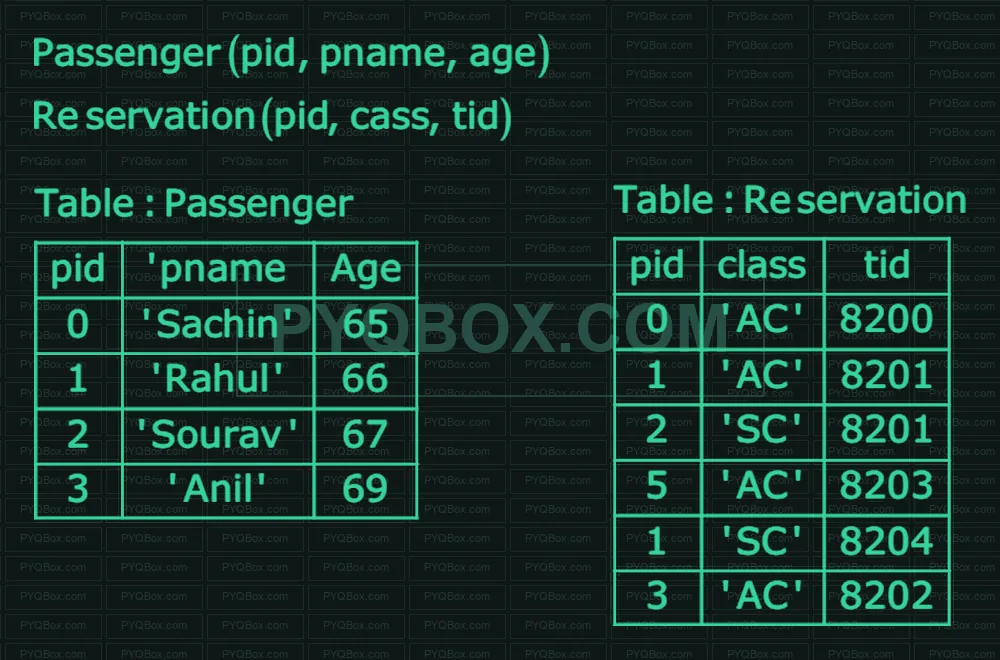 Passenger (pid, pname, age)
Re servation (pid, cass, tid)
Table : Passenger
pid 'pname Age
0 'Sachin' 65
1 'Rahul' 66
2 'Sourav' 67
3 'Anil' 69
Table : Re servation
pid class tid
0 'AC' 8200
1 'AC' 8201
2 'SC' 8201
5 'AC' 8203
1 'SC' 8204
3 'AC' 8202
PYQBOX.COM
PYQBox.com